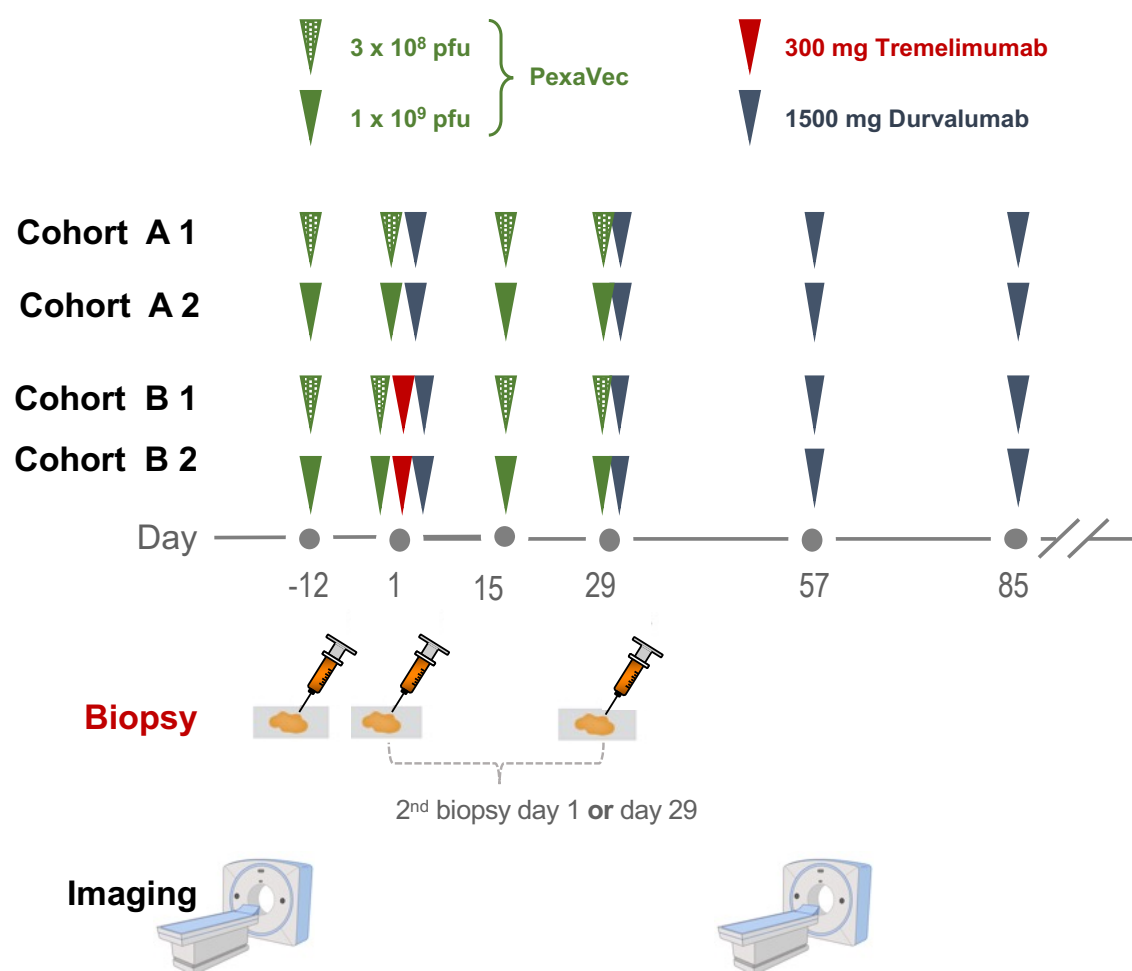 3 x 10⁸ pfu
1 x 10⁹ pfu
PexaVec
300 mg Tremelimumab
1500 mg Durvalumab
Cohort A 1
Cohort A 2
Cohort B 1
Cohort B 2
Day
-12 1 15 29 57 85
Biopsy
2nd biopsy day 1 or day 29
Imaging